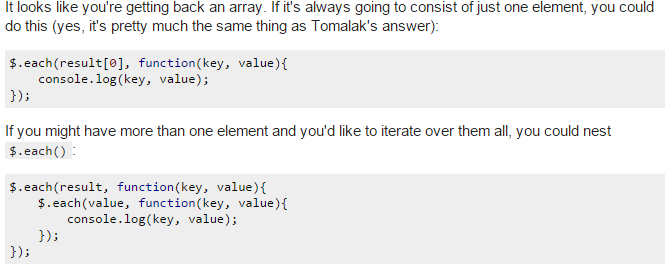 It looks like you're getting back an array. If it's always going to consist of just one element, you could
do this (yes, it's pretty much the same thing as Tomalak's answer):
$.each(result[0], function(key, value){
    console.log(key, value);
});
If you might have more than one element and you'd like to iterate over them all, you could nest
$.each() :
$.each(result, function(key, value){
    $.each(value, function(key, value){
        console.log(key, value);
    });
});